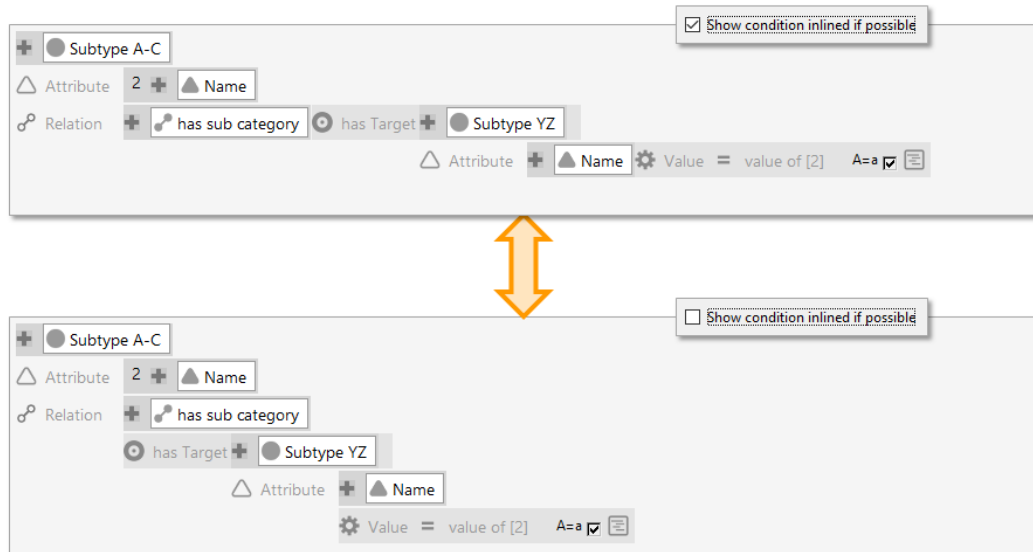 Show condition inlined if possible
Subtype A-C
Attribute 2 Name
Relation has sub category has Target Subtype YZ
Attribute Name Value = value of [2] A=a
Show condition inlined if possible
Subtype A-C
Attribute 2 Name
Relation has sub category
has Target Subtype YZ
Attribute Name
Value = value of [2] A=a